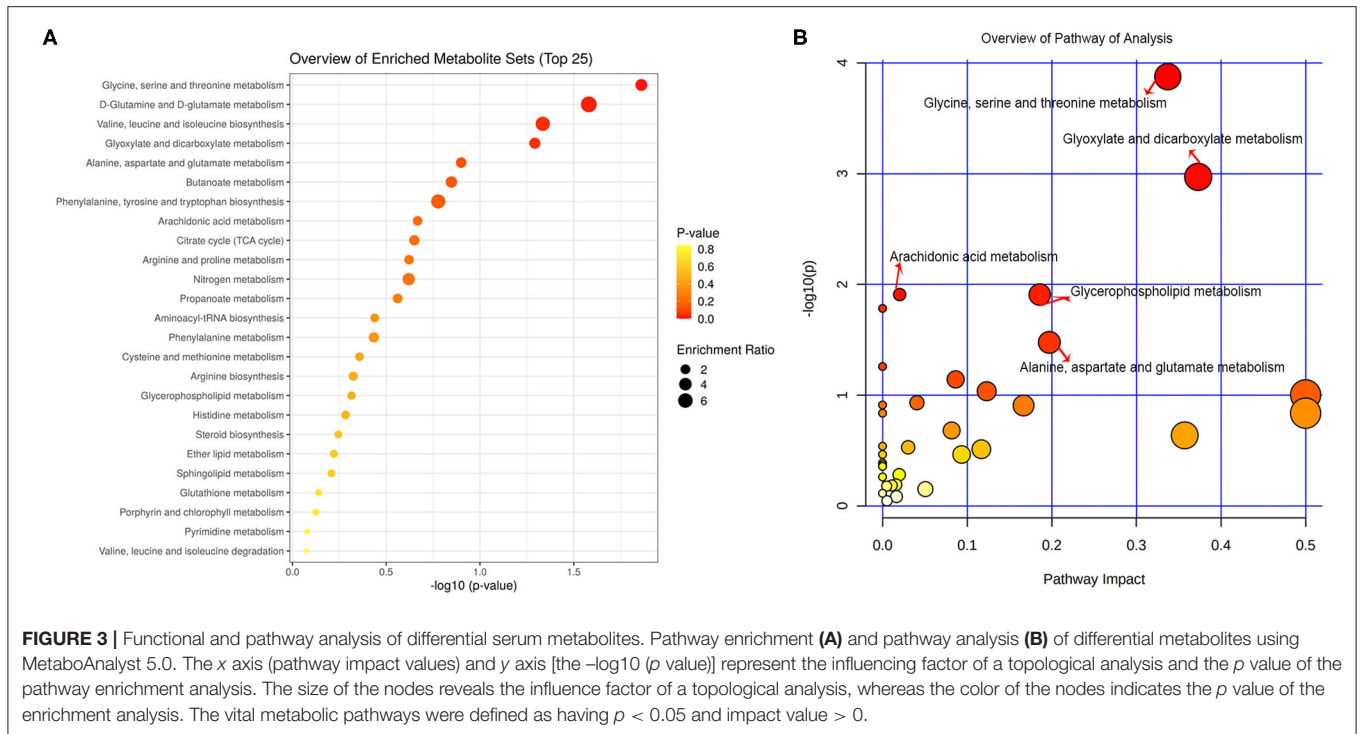 A
Overview of Enriched Metabolite Sets (Top 25)
Glycine, serine and threonine metabolism
D-Glutamine and D-glutamate metabolism
Valine, leucine and isoleucine biosynthesis
Glyoxylate and dicarboxylate metabolism
Alanine, aspartate and glutamate metabolism
Butanoate metabolism
Phenylalanine, tyrosine and tryptophan biosynthesis
Arachidonic acid metabolism
Citrate cycle (TCA cycle)
Arginine and proline metabolism
Nitrogen metabolism
Propanoate metabolism
Aminoacyl-tRNA biosynthesis
Phenylalanine metabolism
Cysteine and methionine metabolism
Arginine biosynthesis
Glycerophospholipid metabolism
Histidine metabolism
Steroid biosynthesis
Ether lipid metabolism
Sphingolipid metabolism
Glutathione metabolism
Porphyrin and chlorophyll metabolism
Pyrimidine metabolism
Valine, leucine and isoleucine degradation
0.0 0.5 1.0 1.5
-log10 (p-value)
P-value
0.8
0.6
0.4
0.2
0.0
Enrichment Ratio
2
4
6
B
Overview of Pathway of Analysis
4
3
2
1
0
-log10(p)
Glycine, serine and threonine metabolism
Glyoxylate and dicarboxylate metabolism
Arachidonic acid metabolism
Glycerophospholipid metabolism
Alanine, aspartate and glutamate metabolism
0.0 0.1 0.2 0.3 0.4 0.5
Pathway Impact
FIGURE 3 | Functional and pathway analysis of differential serum metabolites. Pathway enrichment (A) and pathway analysis (B) of differential metabolites using
MetaboAnalyst 5.0. The x axis (pathway impact values) and y axis [the –log10 (p value)] represent the influencing factor of a topological analysis and the p value of the
pathway enrichment analysis. The size of the nodes reveals the influence factor of a topological analysis, whereas the color of the nodes indicates the p value of the
enrichment analysis. The vital metabolic pathways were defined as having p < 0.05 and impact value > 0.